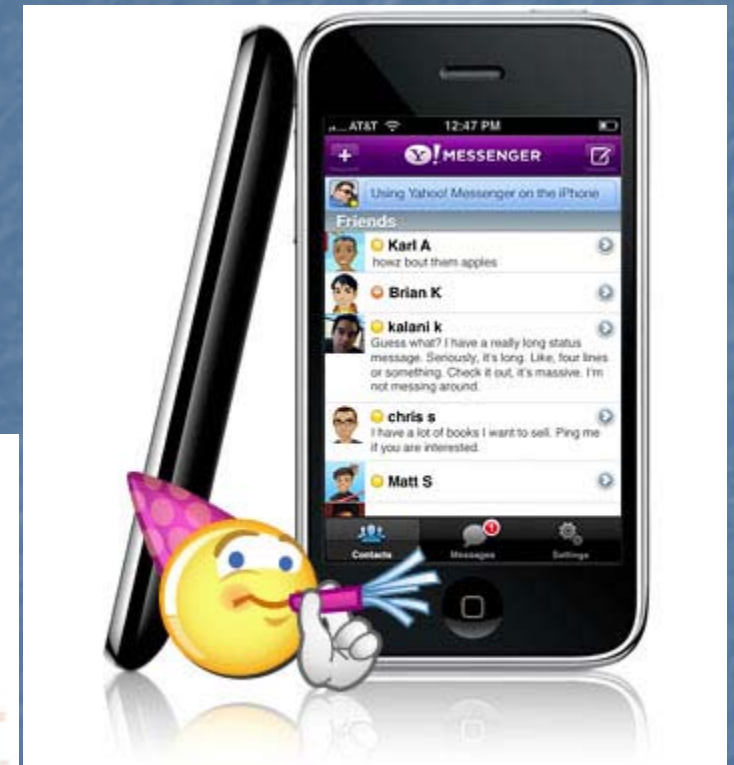 AT&T 12:47 PM
+ Y! MESSENGER
Using Yahoo! Messenger on the iPhone
Friends
Karl A
howz bout them apples
Brian K
kalani k
Guess what? I have a really long status
message. Seriously, it's long. Like, four lines
or something. Check it out, it's massive. I'm
not messing around.
chris s
I have a lot of books I want to sell. Ping me
if you are interested.
Matt S
1
Contacts Messages Settings